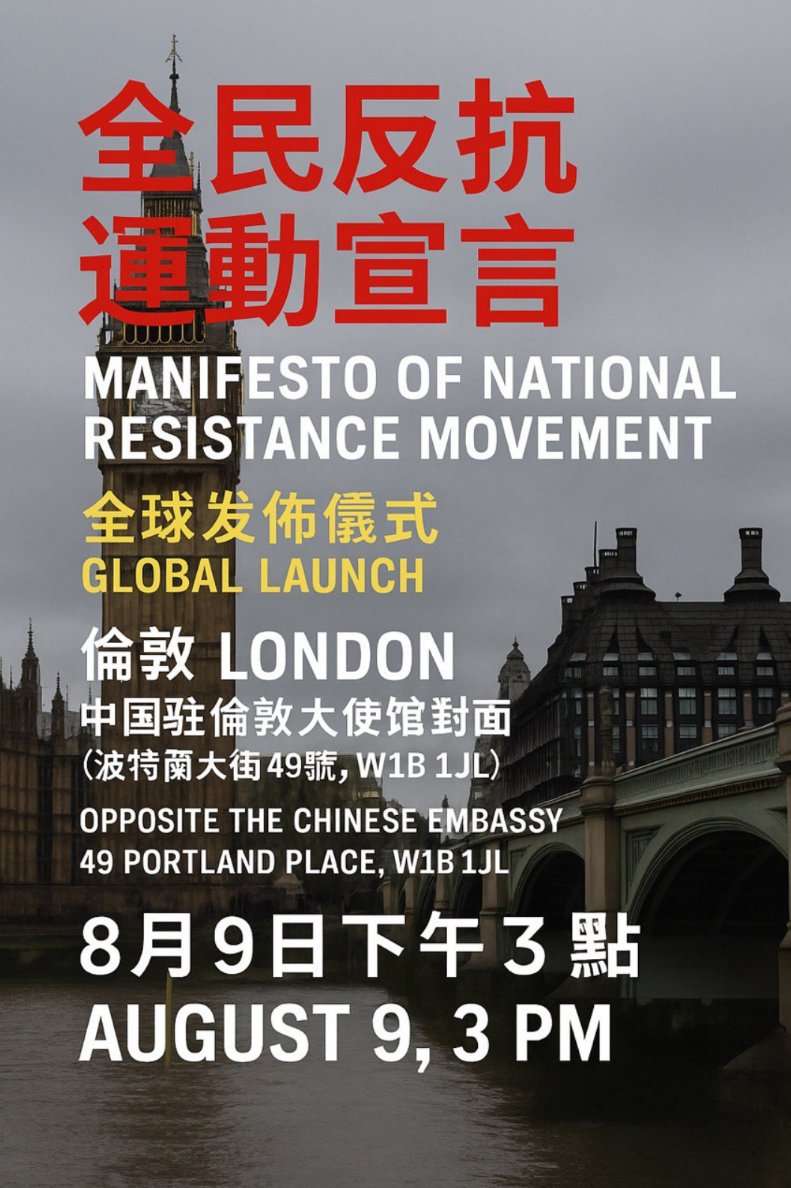 全民反抗
運動宣言
MANIFESTO OF NATIONAL
RESISTANCE MOVEMENT
全球发佈儀式
GLOBAL LAUNCH
倫敦 LONDON
中国驻倫敦大使馆對面
(波特蘭大街49號, W1B 1JL)
OPPOSITE THE CHINESE EMBASSY
49 PORTLAND PLACE, W1B 1JL
8月9日下午3點
AUGUST 9, 3 PM